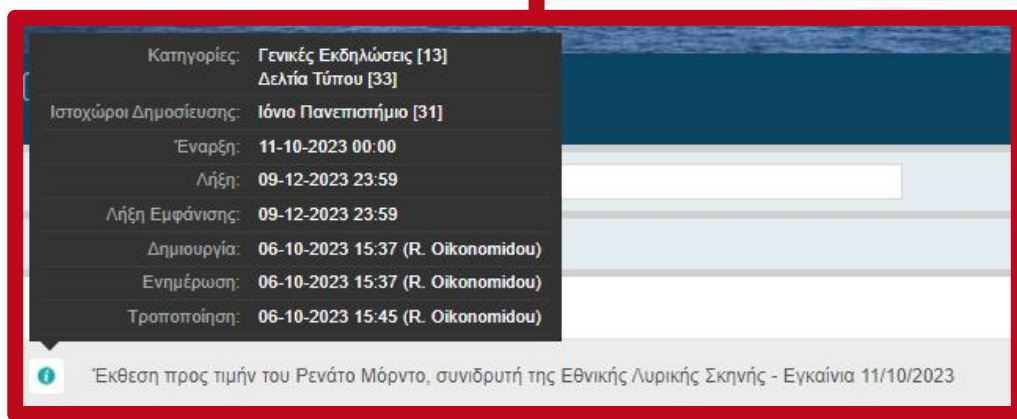 Κατηγορίες: Γενικές Εκδηλώσεις [13]
Δελτία Τύπου [33]
Ιστοχώροι Δημοσίευσης: Ιόνιο Πανεπιστήμιο [31]
Έναρξη: 11-10-2023 00:00
Λήξη: 09-12-2023 23:59
Λήξη Εμφάνισης: 09-12-2023 23:59
Δημιουργία: 06-10-2023 15:37 (R. Oikonomidou)
Ενημέρωση: 06-10-2023 15:37 (R. Oikonomidou)
Τροποποίηση: 06-10-2023 15:45 (R. Oikonomidou)
Έκθεση προς τιμήν του Ρενάτο Μόρντο, συνιδρυτή της Εθνικής Λυρικής Σκηνής - Εγκαίνια 11/10/2023